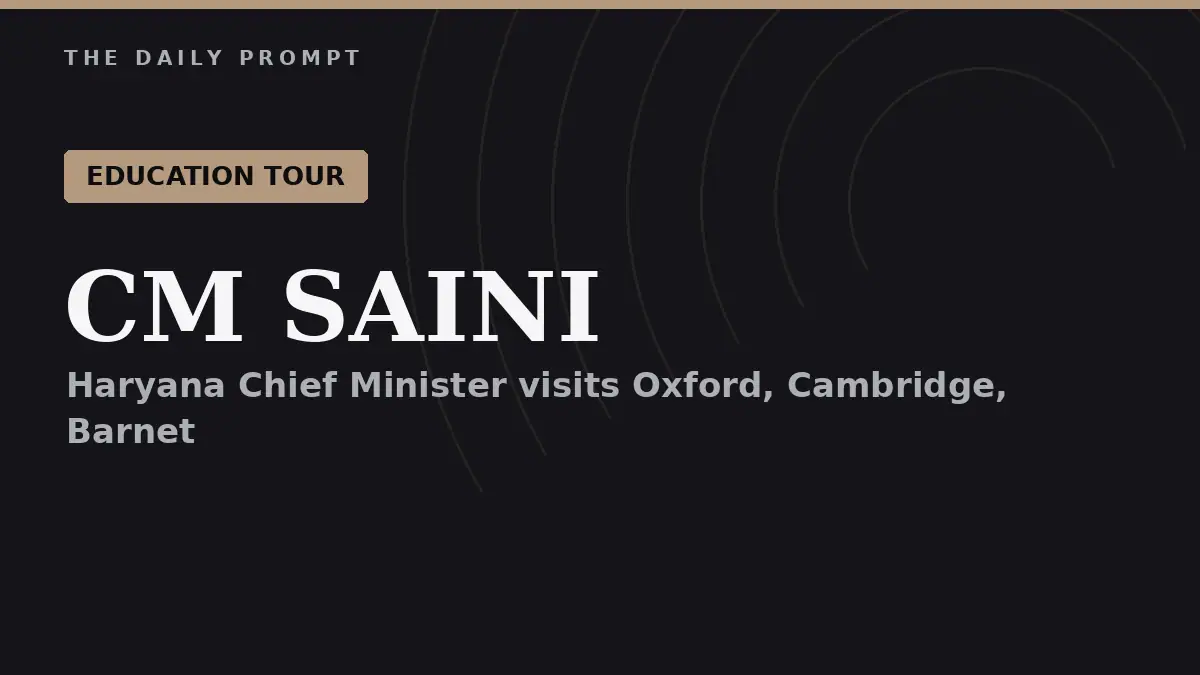 THE DAILY PROMPT
EDUCATION TOUR
CM SAINI
Haryana Chief Minister visits Oxford, Cambridge,
Barnet